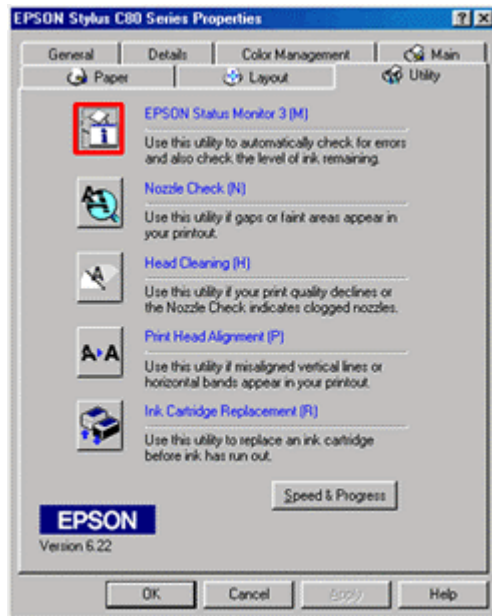 EPSON Stylus C80 Series Properties
General Details Color Management Main
Paper Layout Utility
EPSON Status Monitor 3 (M)
Use this utility to automatically check for errors
and also check the level of ink remaining.
Nozzle Check (N)
Use this utility if gaps or faint areas appear in
your printout.
Head Cleaning (H)
Use this utility if your print quality declines or
the Nozzle Check indicates clogged nozzles.
Print Head Alignment (P)
Use this utility if misaligned vertical lines or
horizontal bands appear in your printout.
Ink Cartridge Replacement (R)
Use this utility to replace an ink cartridge
before ink has run out.
Speed & Progress
EPSON
Version 6.22
OK Cancel Apply Help